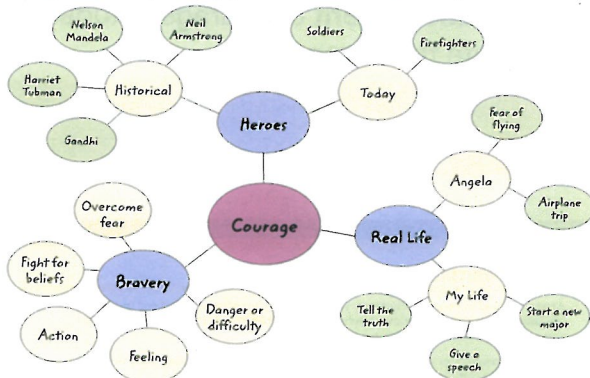 Nelson
Mandela
Neil
Armstrong
Harriet
Tubman
Historical
Gandhi
Soldiers
Firefighters
Today
Heroes
Fear of
flying
Angela
Airplane
trip
Courage
Real Life
Overcome
fear
Fight for
beliefs
Bravery
Action
Feeling
Danger or
difficulty
My Life
Tell the
truth
Start a new
major
Give a
speech